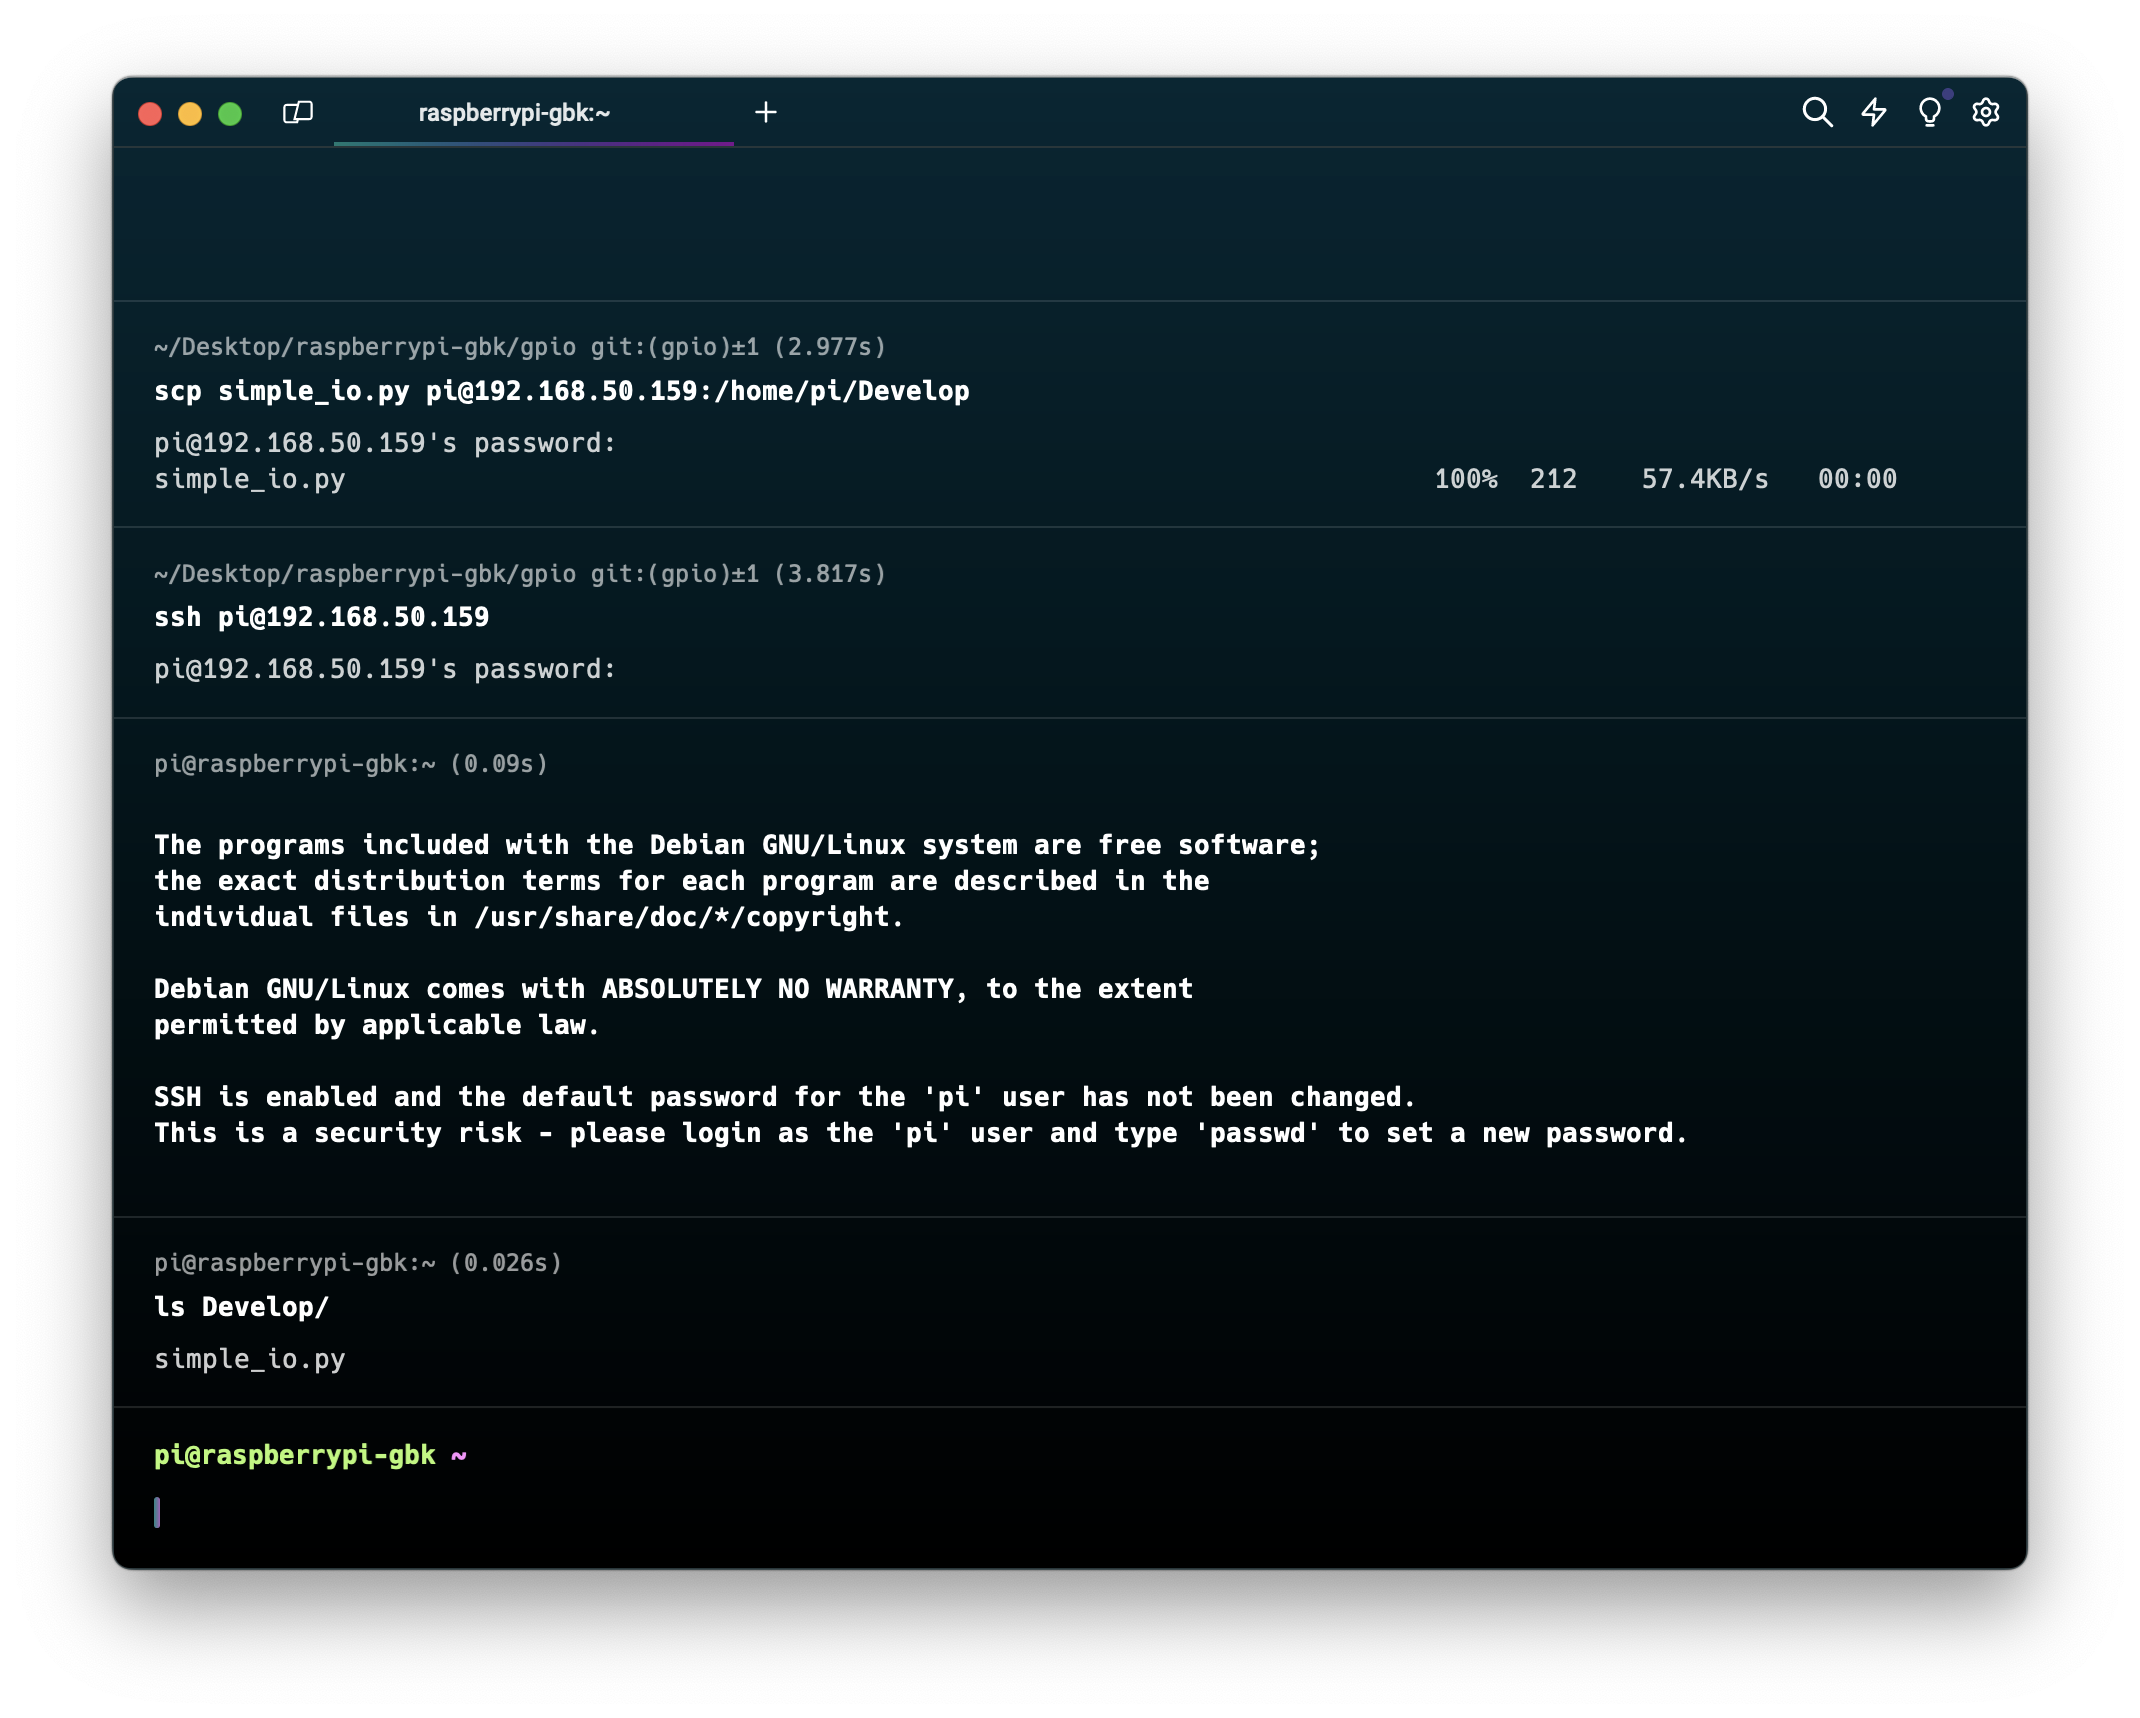 raspberrypi-gbk:~
~/Desktop/raspberrypi-gbk/gpio git:(gpio)±1 (2.977s)
scp simple_io.py pi@192.168.50.159:/home/pi/Develop
pi@192.168.50.159's password:
simple_io.py 100% 212 57.4KB/s 00:00
~/Desktop/raspberrypi-gbk/gpio git:(gpio)±1 (3.817s)
ssh pi@192.168.50.159
pi@192.168.50.159's password:
pi@raspberrypi-gbk:~ (0.09s)
The programs included with the Debian GNU/Linux system are free software;
the exact distribution terms for each program are described in the
individual files in /usr/share/doc/*/copyright.
Debian GNU/Linux comes with ABSOLUTELY NO WARRANTY, to the extent
permitted by applicable law.
SSH is enabled and the default password for the 'pi' user has not been changed.
This is a security risk - please login as the 'pi' user and type 'passwd' to set a new password.
pi@raspberrypi-gbk:~ (0.026s)
ls Develop/
simple_io.py
pi@raspberrypi-gbk ~